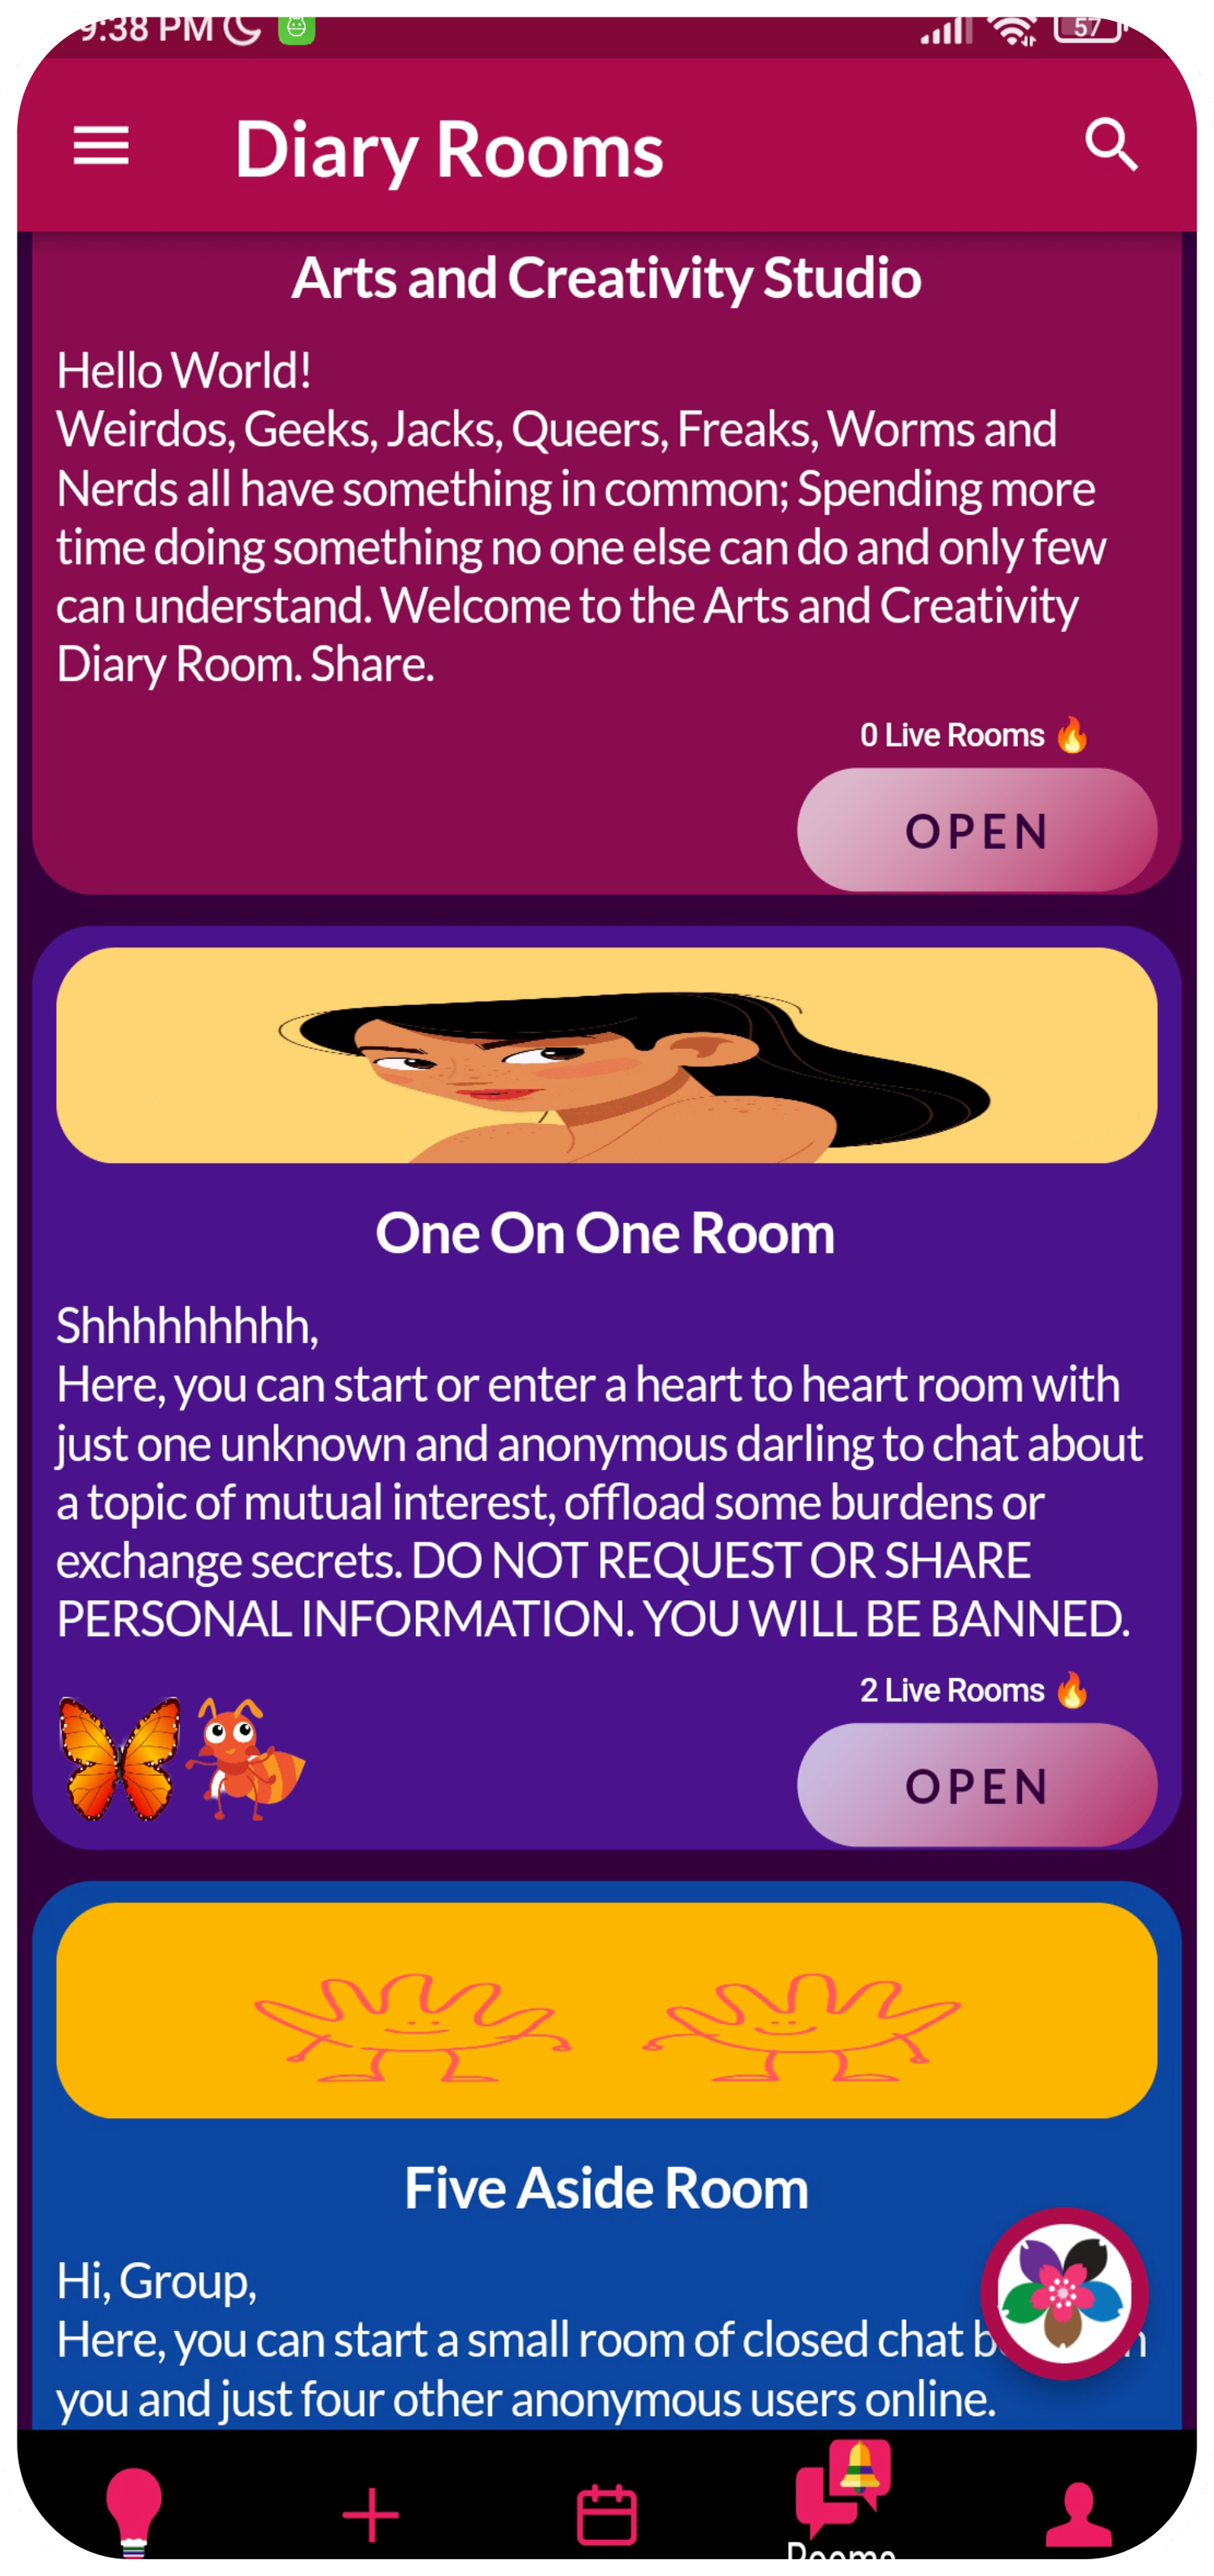 9:38 PM
57
Diary Rooms
Arts and Creativity Studio
Hello World!
Weirdos, Geeks, Jacks, Queers, Freaks, Worms and
Nerds all have something in common; Spending more
time doing something no one else can do and only few
can understand. Welcome to the Arts and Creativity
Diary Room. Share.
0 Live Rooms 🔥
OPEN
One On One Room
Shhhhhhhhh,
Here, you can start or enter a heart to heart room with
just one unknown and anonymous darling to chat about
a topic of mutual interest, offload some burdens or
exchange secrets. DO NOT REQUEST OR SHARE
PERSONAL INFORMATION. YOU WILL BE BANNED.
2 Live Rooms 🔥
OPEN
Five Aside Room
Hi, Group,
Here, you can start a small room of closed chat
you and just four other anonymous users online.
Rooms